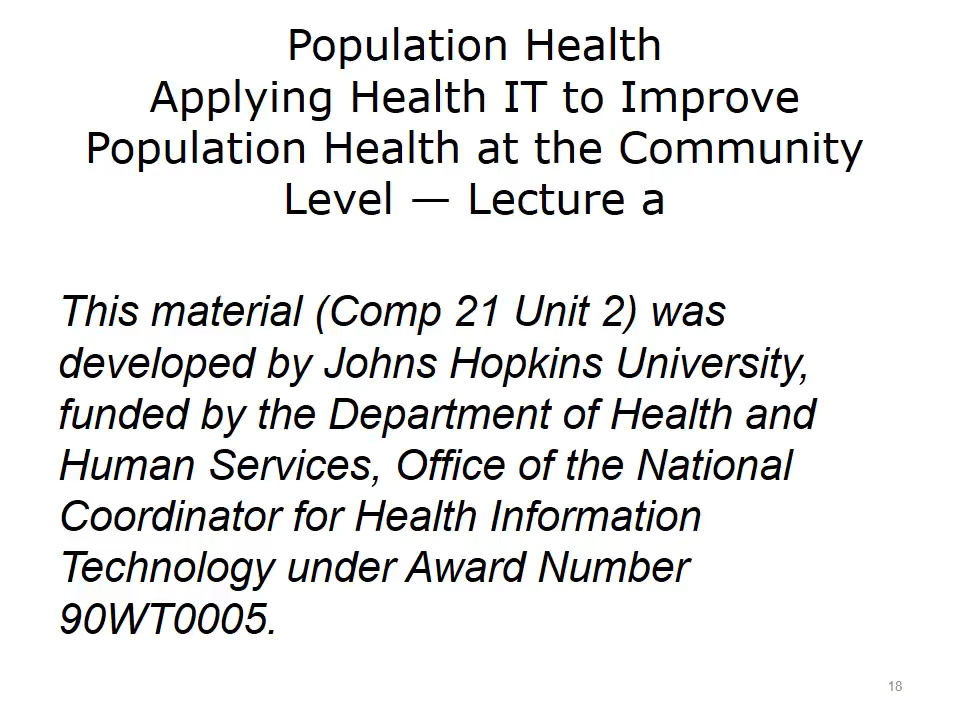 Population Health
Applying Health IT to Improve
Population Health at the Community
Level — Lecture a
This material (Comp 21 Unit 2) was
developed by Johns Hopkins University,
funded by the Department of Health and
Human Services, Office of the National
Coordinator for Health Information
Technology under Award Number
90WT0005.
18